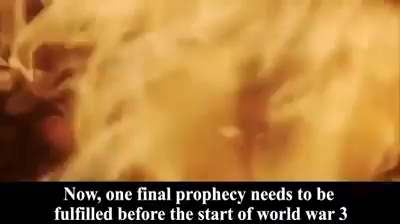 Now, one final prophecy needs to be
fulfilled before the start of world war 3